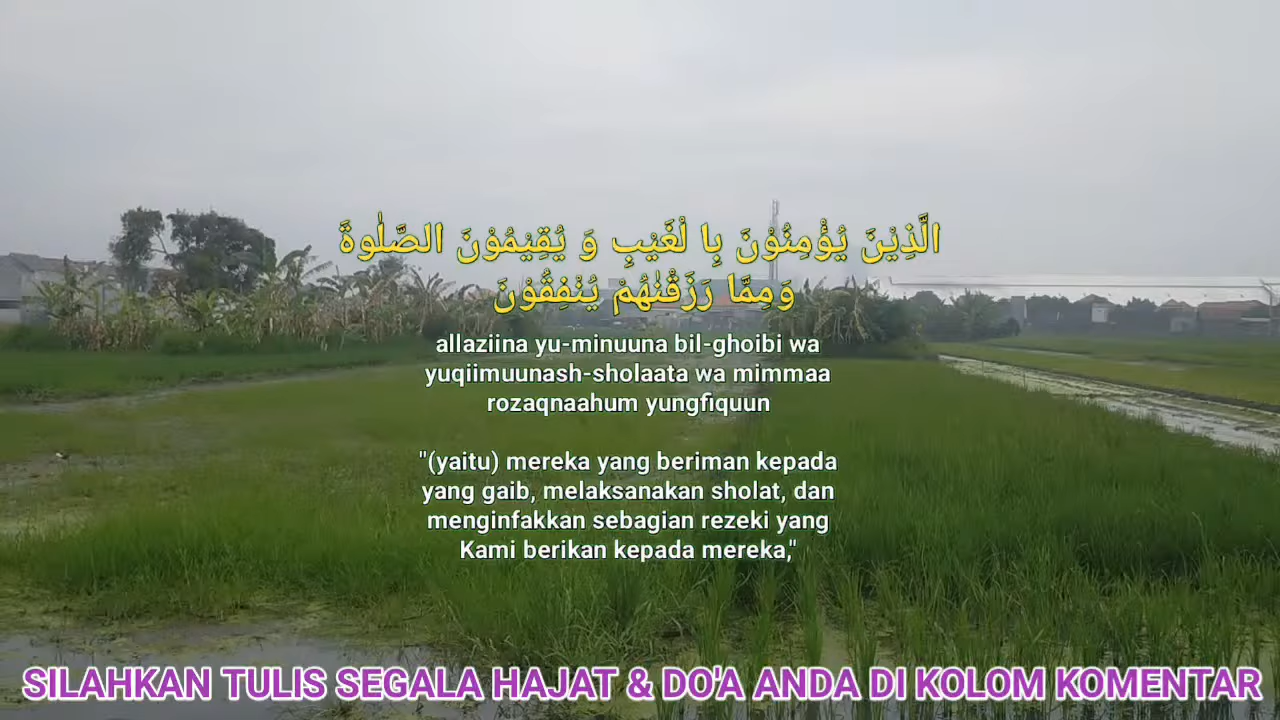 الَّذِيْنَ يُؤْمِنُوْنَ بِا لْغَيْبِ وَ يُقِيْمُوْنَ الصَّلٰوةَ
وَمِمَّا رَزَقْنٰهُمْ يُنْفِقُوْنَ
allaziina yu-minuuna bil-ghoibi wa
yuqiimuunash-sholaata wa mimmaa
rozaqnaahum yungfiquun
"(yaitu) mereka yang beriman kepada
yang gaib, melaksanakan sholat, dan
menginfakkan sebagian rezeki yang
Kami berikan kepada mereka,"
SILAHKAN TULIS SEGALA HAJAT & DO'A ANDA DI KOLOM KOMENTAR